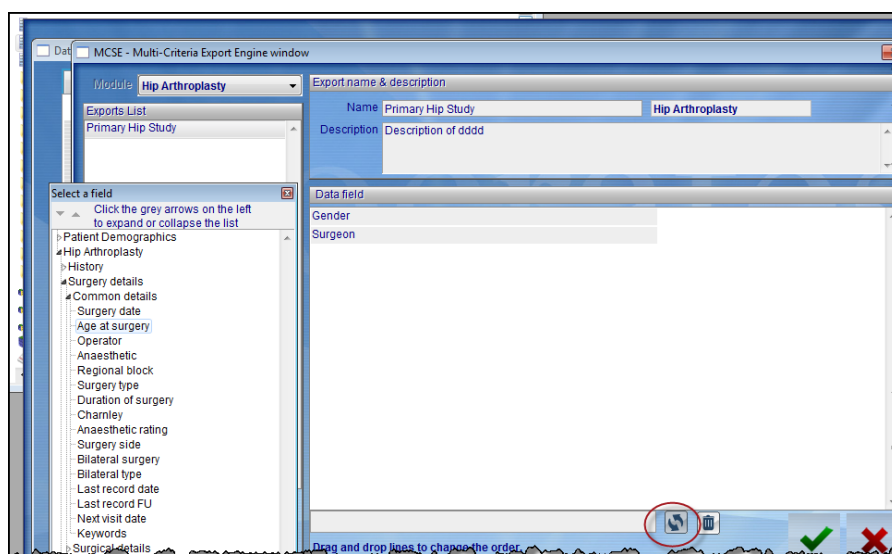 Dat
MCSE - Multi-Criteria Export Engine window
Module Hip Arthroplasty
Exports List
Primary Hip Study
Export name & description
Name Primary Hip Study Hip Arthroplasty
Description Description of dddd
Select a field
Click the grey arrows on the left
to expand or collapse the list
Patient Demographics
Hip Arthroplasty
History
Surgery details
Common details
Surgery date
Age at surgery
Operator
Anaesthetic
Regional block
Surgery type
Duration of surgery
Charnley
Anaesthetic rating
Surgery side
Bilateral surgery
Bilateral type
Last record date
Last record FU
Next visit date
Keywords
Surgical details
Data field
Gender
Surgeon
Drag and drop lines to change the order.